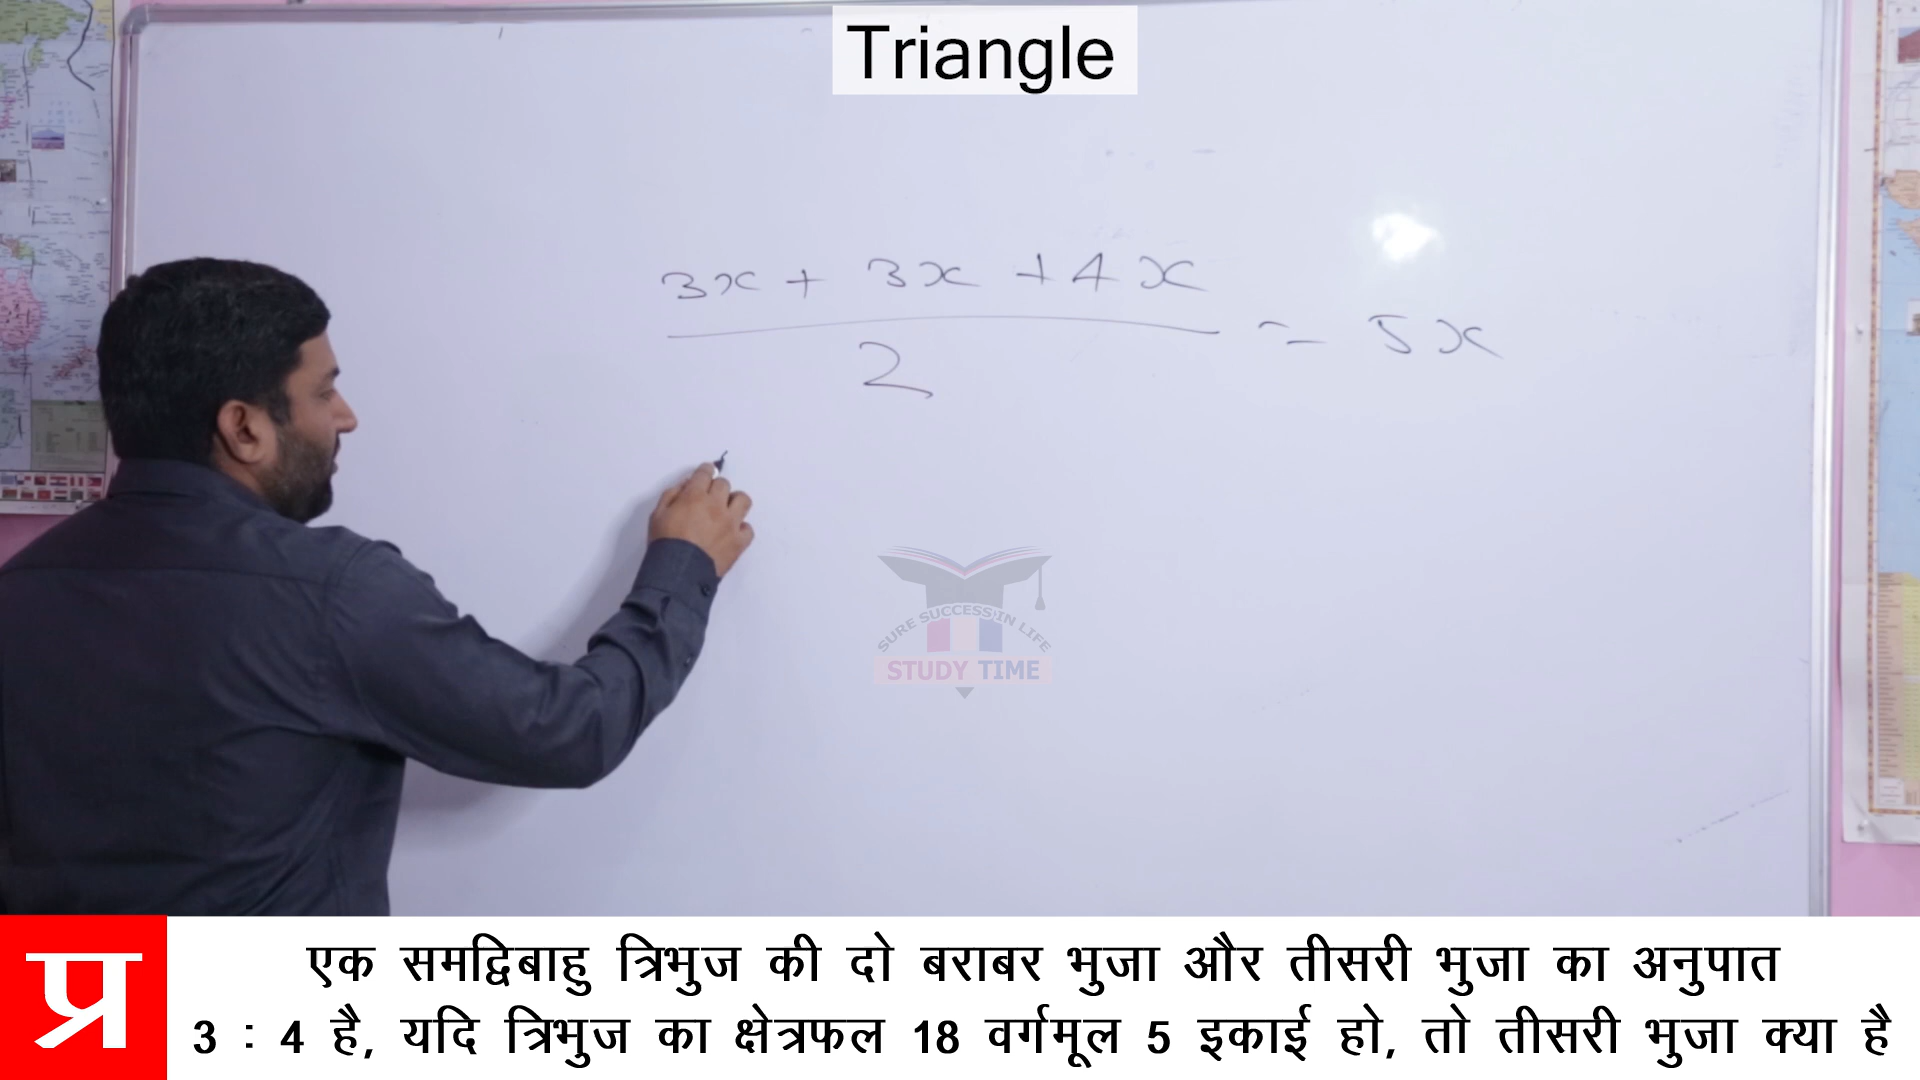 Triangle
3x + 3x + 4x
2
= 5x
SURE SUCCESS IN LIFE
STUDY TIME
प्र
एक समद्विबाहु त्रिभुज की दो बराबर भुजा और तीसरी भुजा का अनुपात
3 : 4 है, यदि त्रिभुज का क्षेत्रफल 18 वर्गमूल 5 इकाई हो, तो तीसरी भुजा क्या है